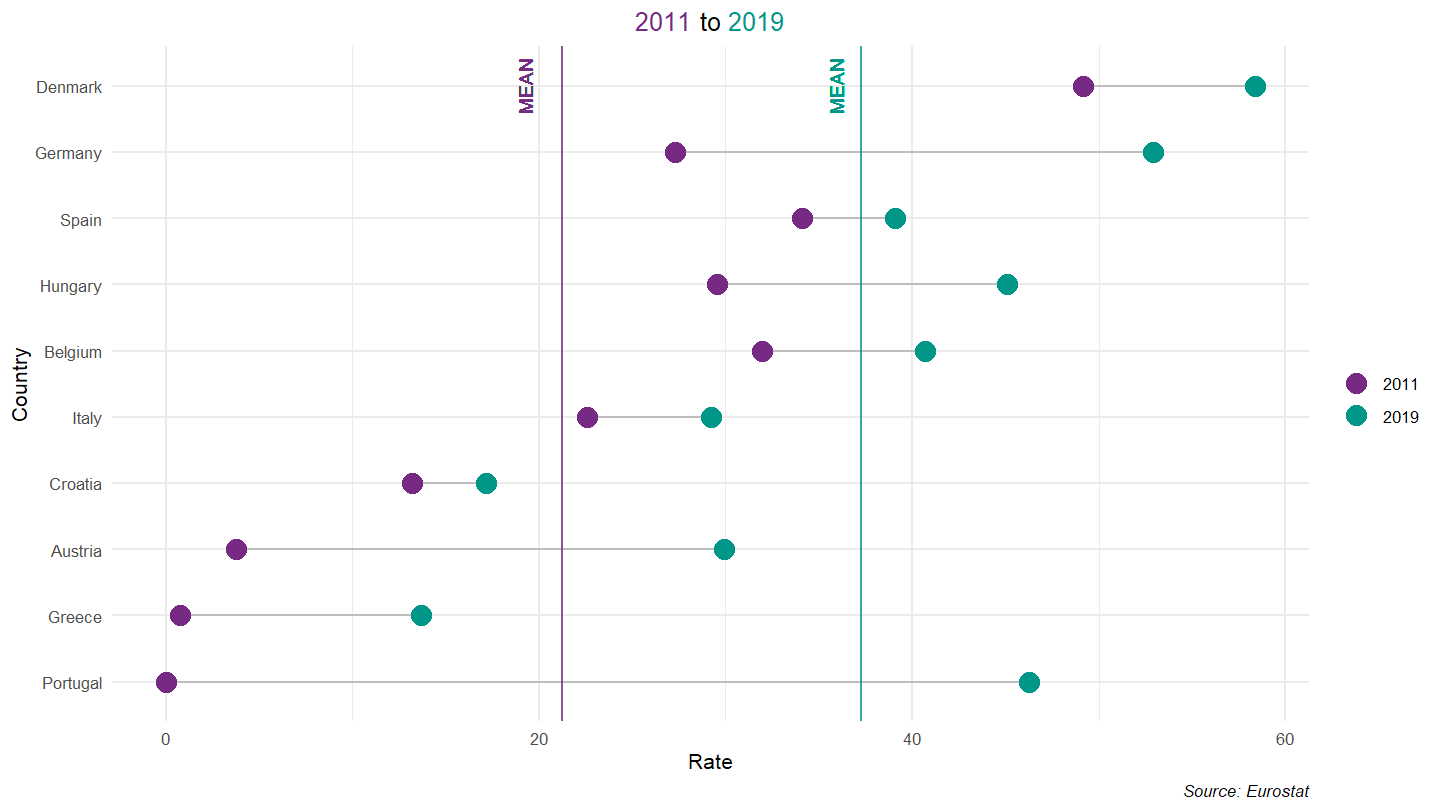 2011 to 2019
MEAN
MEAN
Denmark
Germany
Spain
Hungary
Belgium
Italy
Croatia
Austria
Greece
Portugal
Country
0 20 40 60
Rate
2011
2019
Source: Eurostat